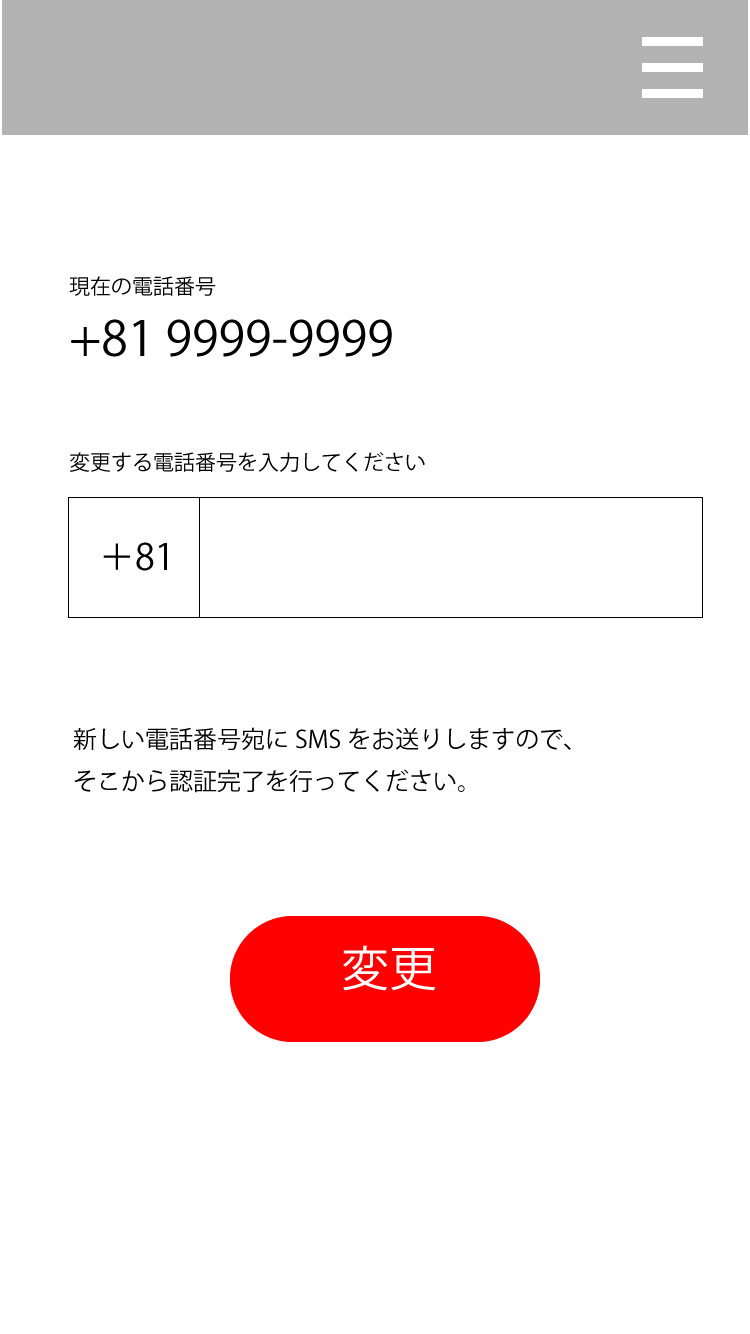 現在の電話番号
+81 9999-9999
変更する電話番号を入力してください
＋81
新しい電話番号宛に SMS をお送りしますので、
そこから認証完了を行ってください。
変更